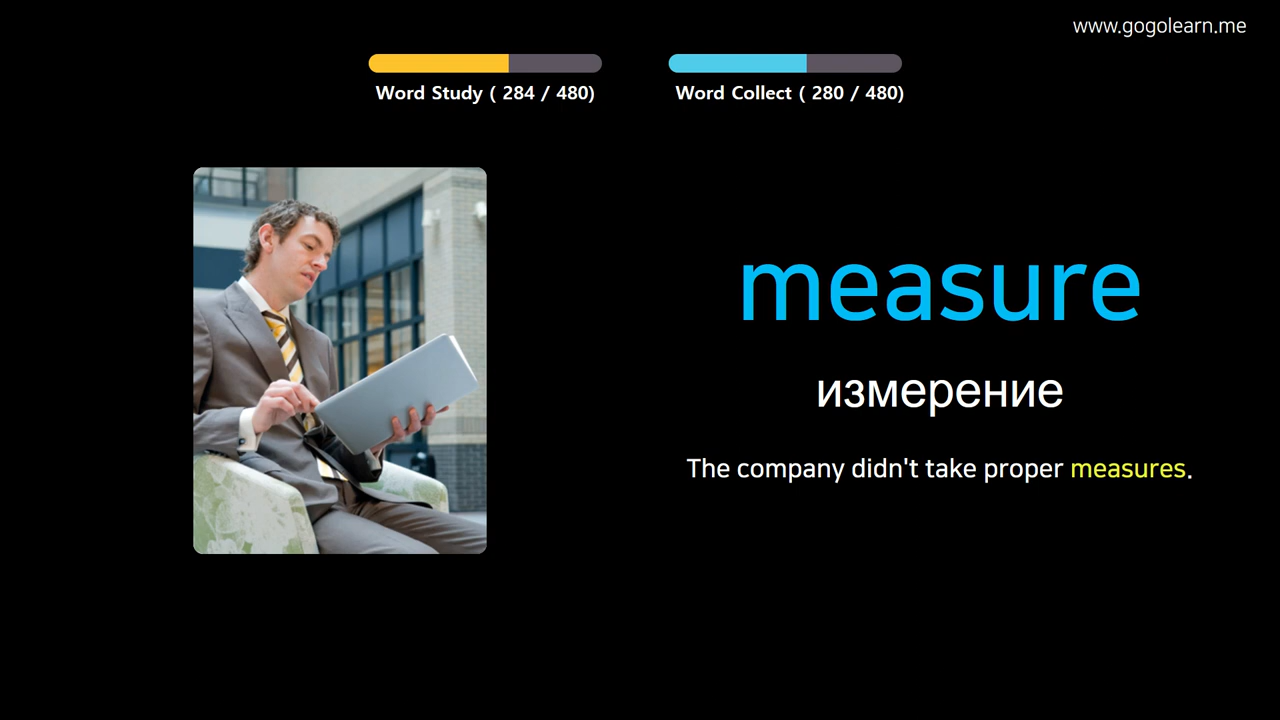 www.gogolearn.me
Word Study ( 284 / 480)
Word Collect ( 280 / 480)
measure
измерение
The company didn't take proper measures.